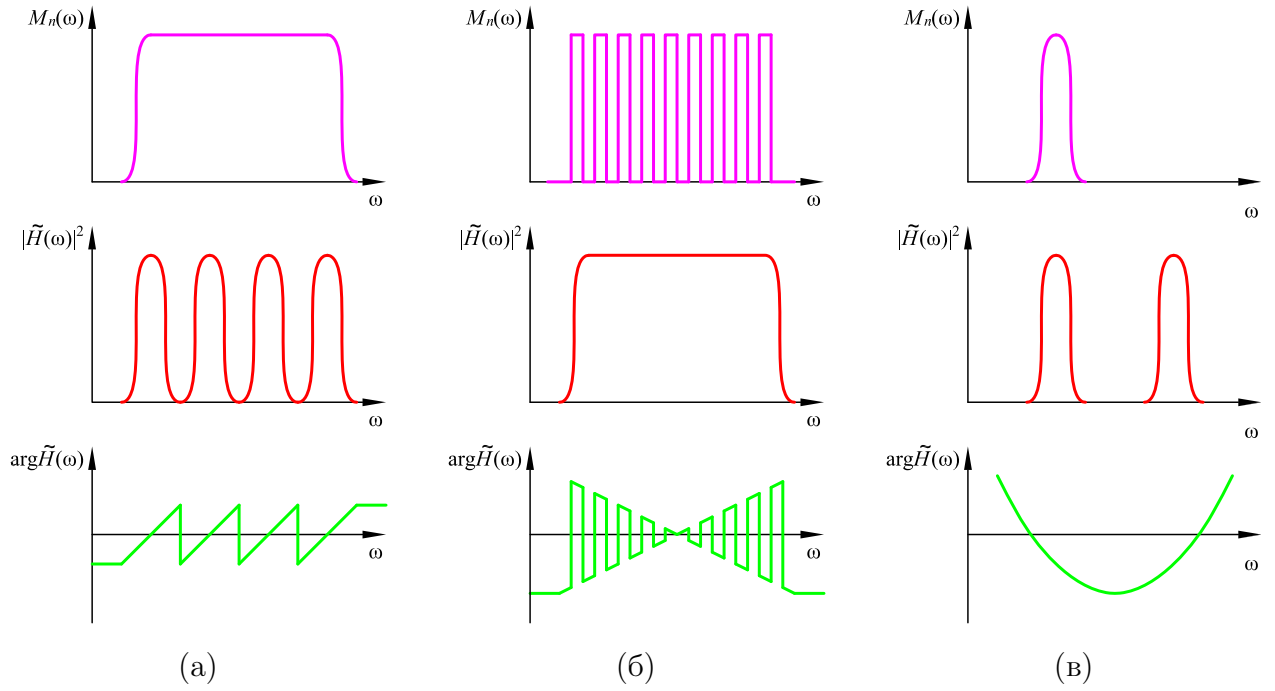 Mₙ(ω)
ω
Mₙ(ω)
ω
Mₙ(ω)
ω
|H̃(ω)|²
ω
|H̃(ω)|²
ω
|H̃(ω)|²
ω
argH̃(ω)
ω
argH̃(ω)
ω
argH̃(ω)
ω
(а)
(б)
(в)